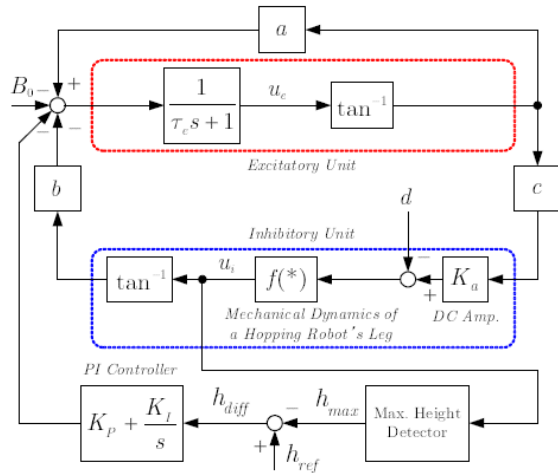 a
B₀
−
+
−
−
1
τₑs+1
uₑ
tan⁻¹
Excitatory Unit
b
c
d
Inhibitory Unit
tan⁻¹
uᵢ
f(*)
−
+
Kₐ
Mechanical Dynamics of
a Hopping Robot's Leg
DC Amp.
PI Controller
K_P + K_I
s
h_diff
−
+
h_ref
h_max
Max. Height
Detector